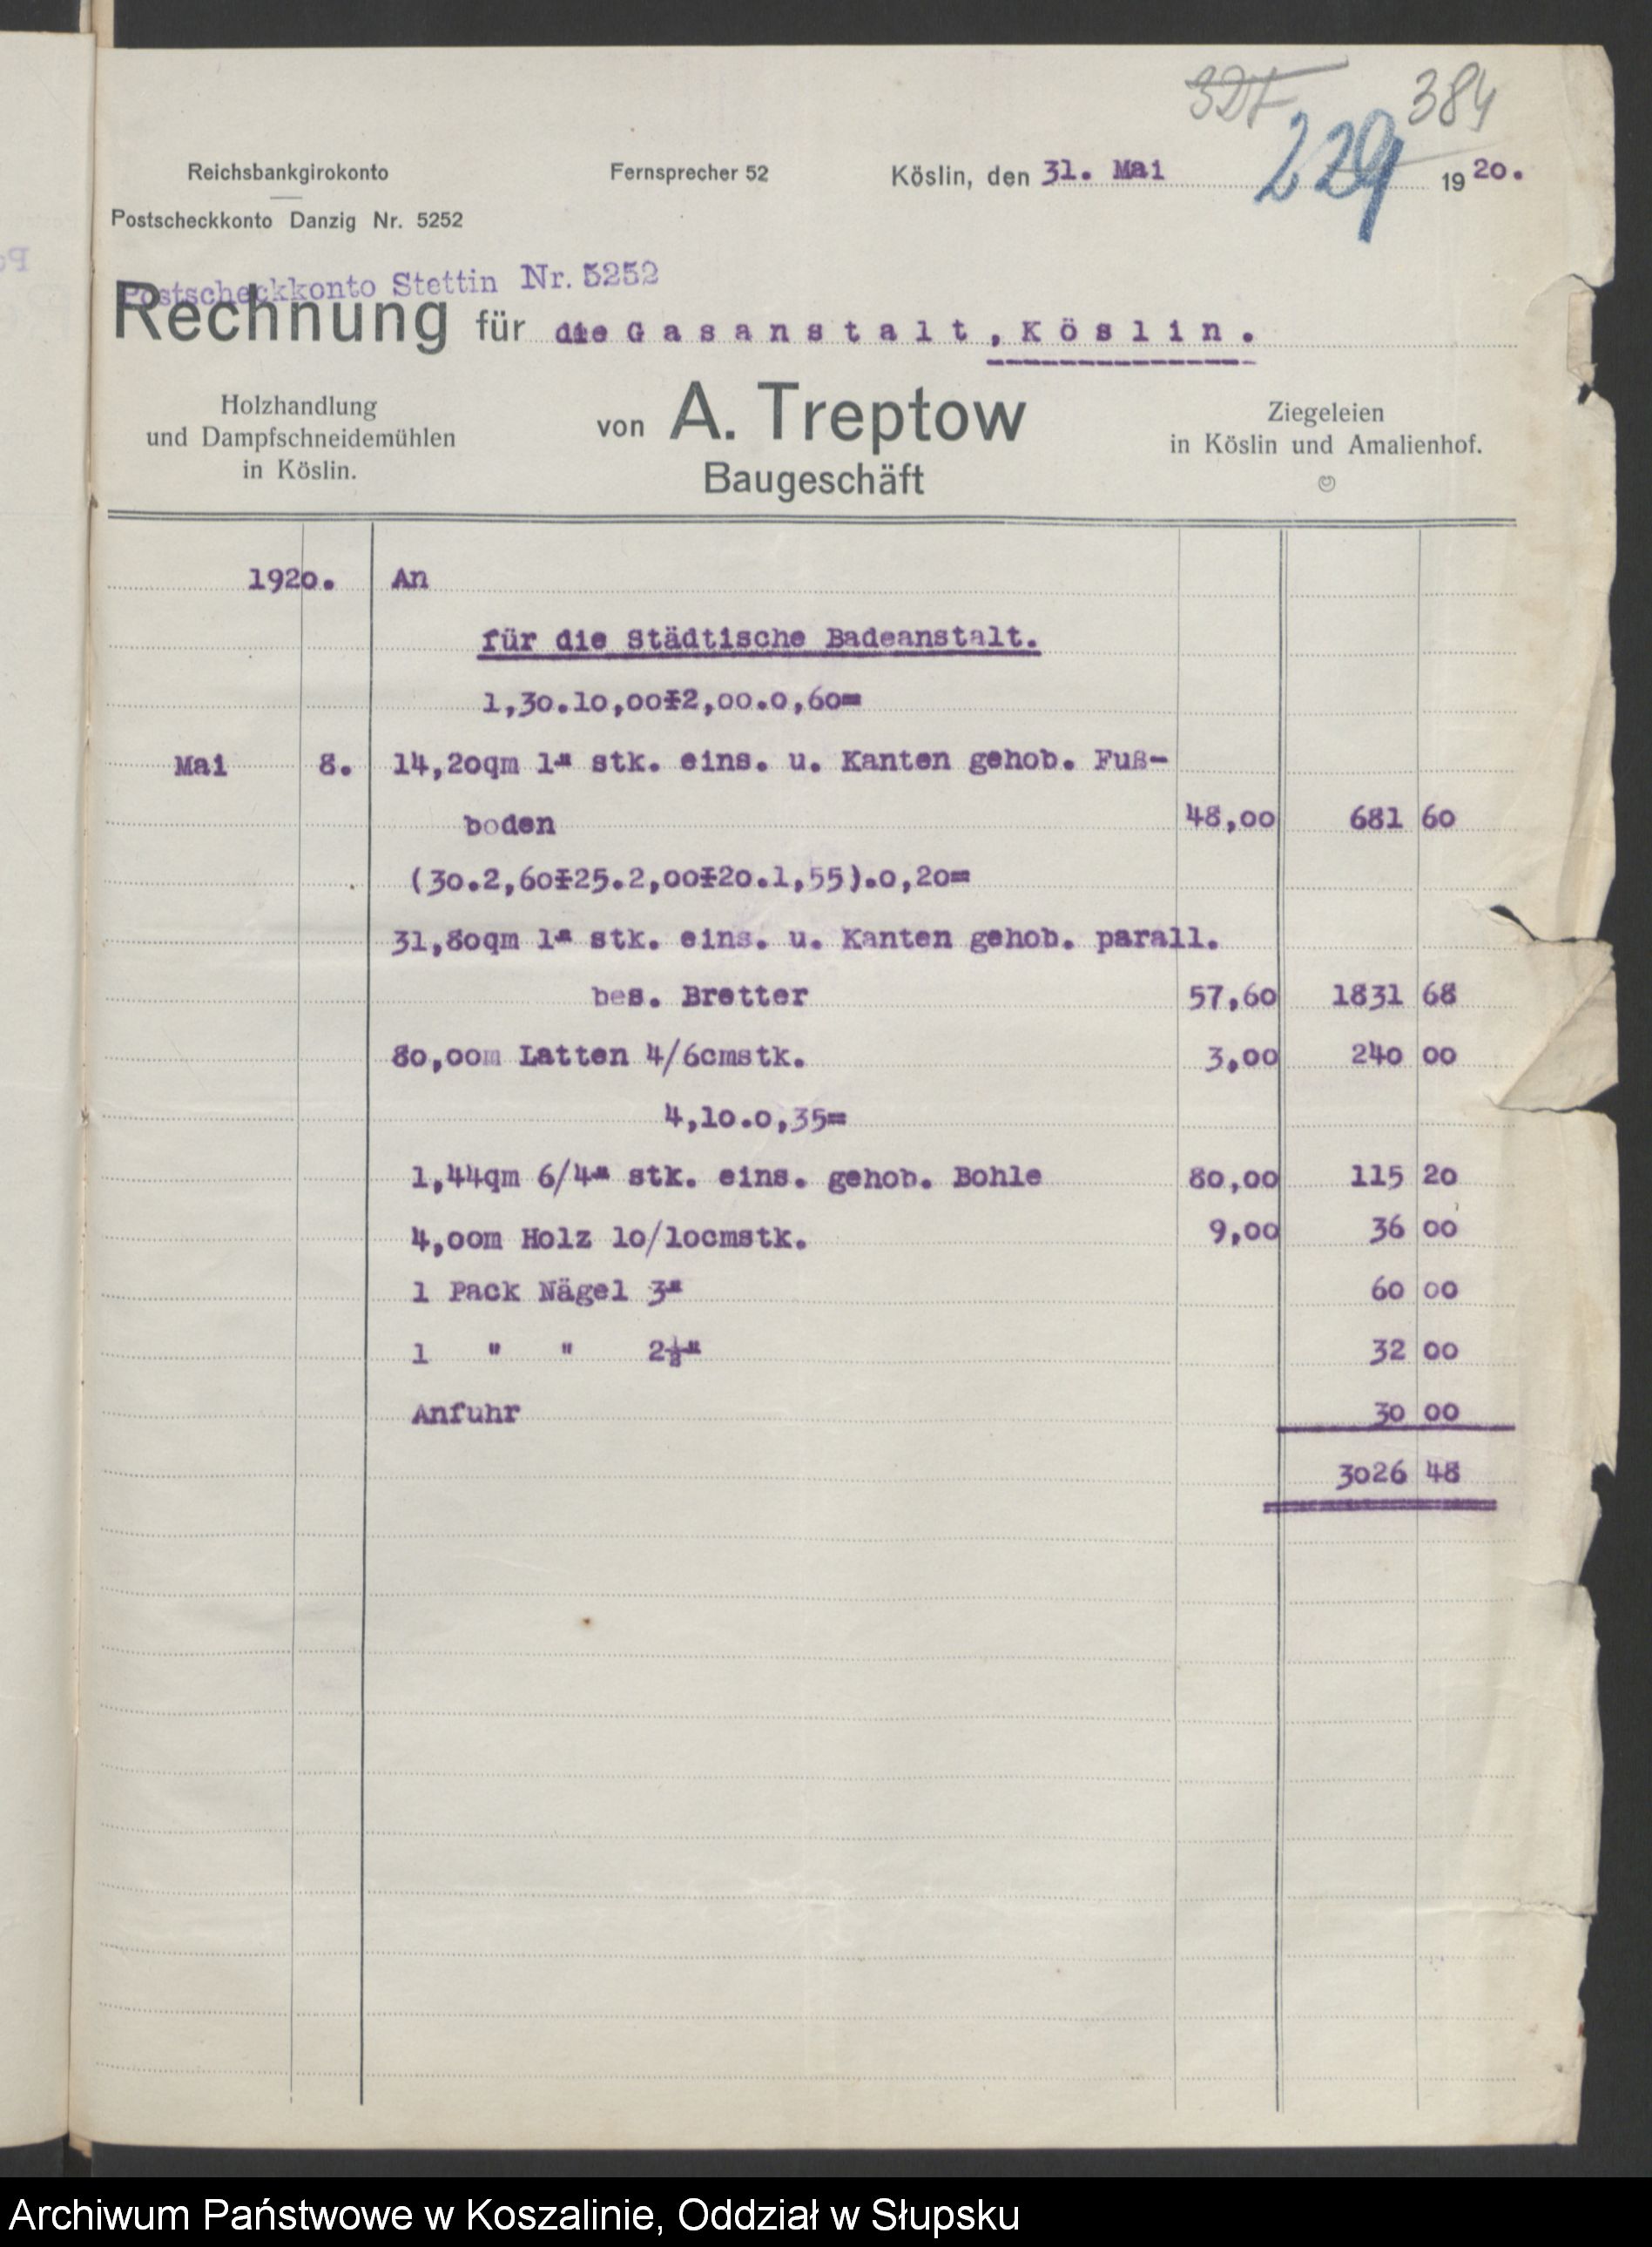 384
229
Reichsbankgirokonto
Fernsprecher 52
Köslin, den 31. Mai 1920.
Postscheckkonto Danzig Nr. 5252
Postscheckkonto Stettin Nr. 5252
Rechnung für die Gasanstalt, Köslin.
Holzhandlung
und Dampfschneidemühlen
in Köslin.
von A. Treptow
Baugeschäft
Ziegeleien
in Köslin und Amalienhof.
1920. An
für die Städtische Badeanstalt.
1,30.10,00+2,00.0,60=
Mai 8. 14,20qm 1" stk. eins. u. Kanten gehob. Fuß-
boden 48,00 681 60
(30.2,60+25.2,00+20.1,55).0,20=
31,80qm 1" stk. eins. u. Kanten gehob. parall.
bes. Bretter 57,60 1831 68
80,00m Latten 4/6cmstk. 3,00 240 00
4,10.0,35=
1,44qm 6/4" stk. eins. gehob. Bohle 80,00 115 20
4,00m Holz 10/10cmstk. 9,00 36 00
1 Pack Nägel 3" 60 00
1 " " 2½" 32 00
Anfuhr 30 00
3026 48
Archiwum Państwowe w Koszalinie, Oddział w Słupsku